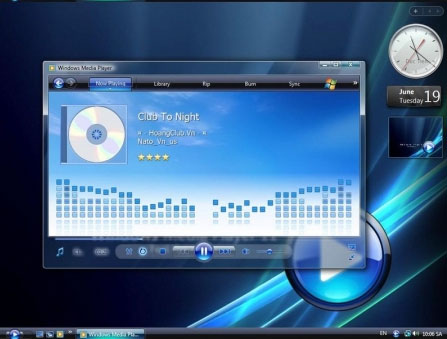 Windows Media Player
Now Playing
Library
Rip
Burn
Sync
Club To Night
« - HoangClub.Vn - «
Nato_Vn_us
June
Tuesday 19
Windows Media Pla...
EN
10:06 SA